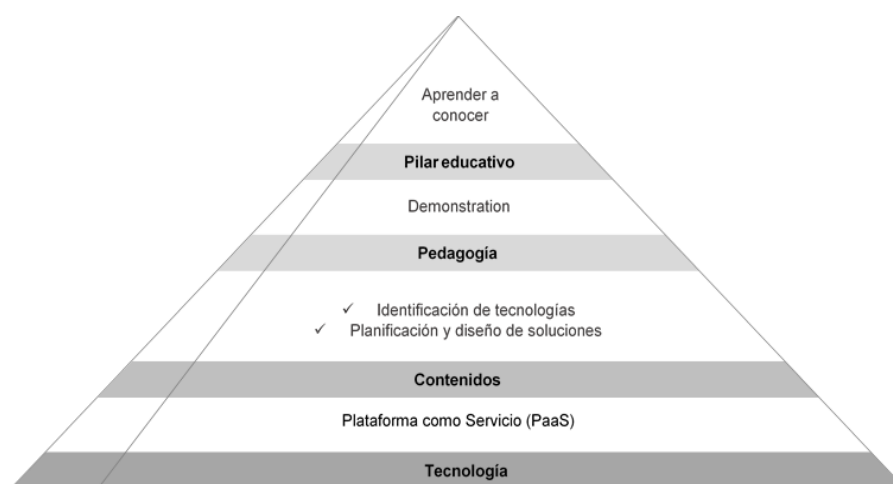 Aprender a
conocer
Pilar educativo
Demonstration
Pedagogía
✓ Identificación de tecnologías
✓ Planificación y diseño de soluciones
Contenidos
Plataforma como Servicio (PaaS)
Tecnología